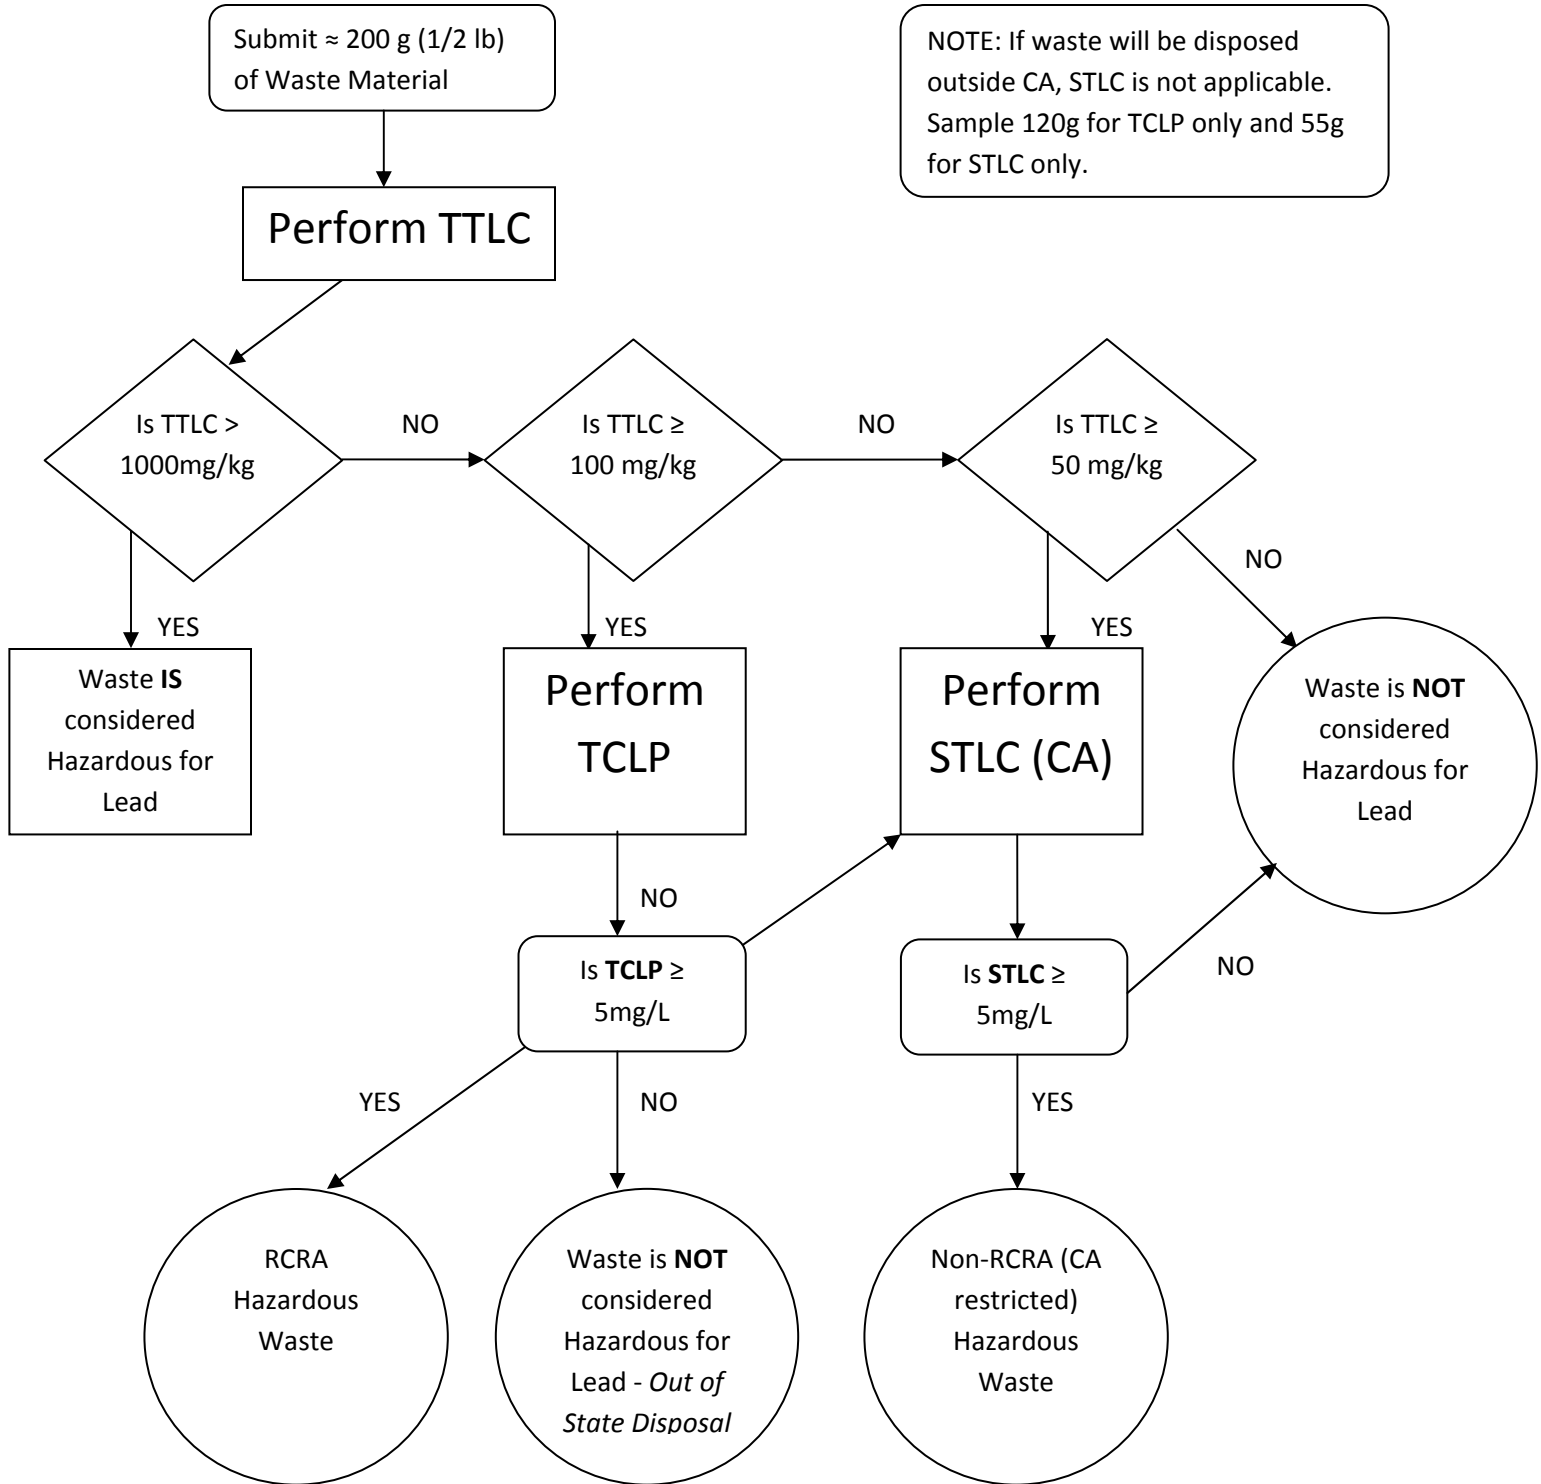 Submit ≈ 200 g (1/2 lb)
of Waste Material
NOTE: If waste will be disposed
outside CA, STLC is not applicable.
Sample 120g for TCLP only and 55g
for STLC only.
Perform TTLC
Is TTLC >
1000mg/kg
NO
Is TTLC ≥
100 mg/kg
NO
Is TTLC ≥
50 mg/kg
NO
YES
YES
YES
Waste IS
considered
Hazardous for
Lead
Perform
TCLP
Perform
STLC (CA)
Waste is NOT
considered
Hazardous for
Lead
NO
Is TCLP ≥
5mg/L
Is STLC ≥
5mg/L
NO
YES
NO
YES
RCRA
Hazardous
Waste
Waste is NOT
considered
Hazardous for
Lead - Out of
State Disposal
Non-RCRA (CA
restricted)
Hazardous
Waste